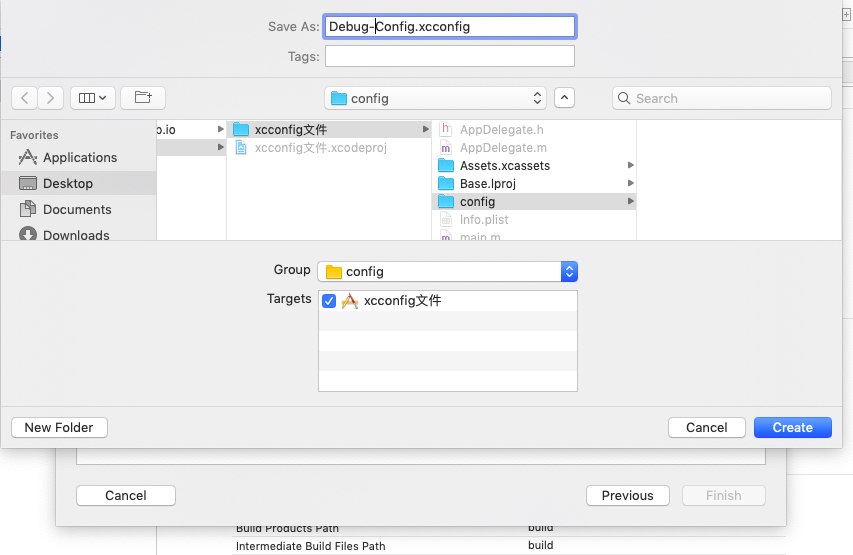 Save As: Debug-Config.xcconfig
Tags:
config
Search
Favorites
Applications
Desktop
Documents
Downloads
o.io
xcconfig文件
xcconfig文件.xcodeproj
AppDelegate.h
AppDelegate.m
Assets.xcassets
Base.lproj
config
Info.plist
main.m
Group config
Targets xcconfig文件
New Folder Cancel Create
Cancel Previous Finish
Build Products Path build
Intermediate Build Files Path build